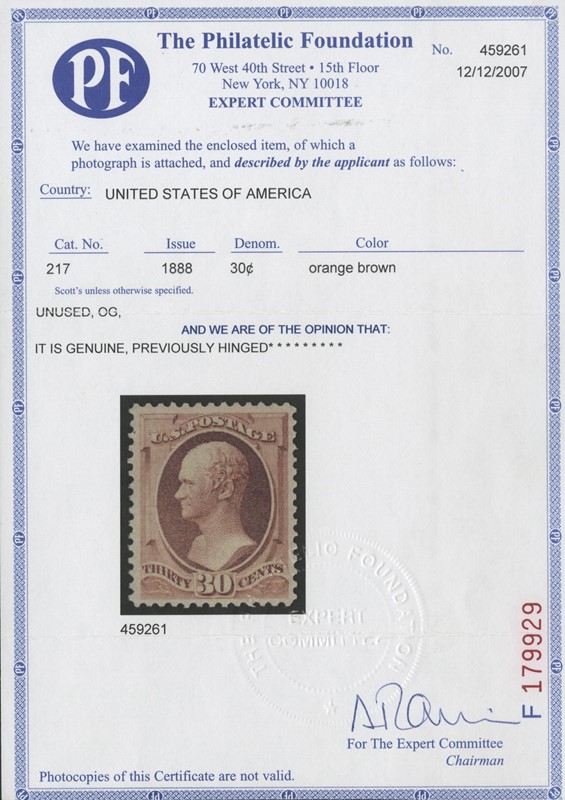 PF
The Philatelic Foundation
70 West 40th Street • 15th Floor
New York, NY 10018
EXPERT COMMITTEE
No. 459261
12/12/2007
We have examined the enclosed item, of which a
photograph is attached, and described by the applicant as follows:
Country: UNITED STATES OF AMERICA
Cat. No. Issue Denom. Color
217 1888 30¢ orange brown
Scott's unless otherwise specified.
UNUSED, OG,
AND WE ARE OF THE OPINION THAT:
IT IS GENUINE, PREVIOUSLY HINGED* * * * * * * * *
U.S. POSTAGE
THIRTY 30 CENTS
459261
EXPERT
COMMITTEE
F 179929
For The Expert Committee
Chairman
Photocopies of this Certificate are not valid.